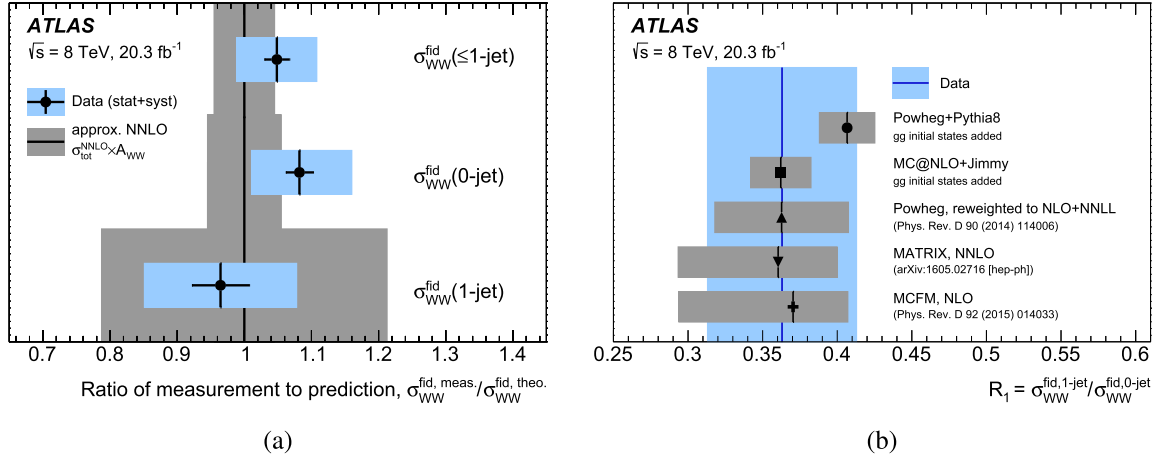 ATLAS
√s = 8 TeV, 20.3 fb⁻¹
Data (stat+syst)
approx. NNLO
σ_tot^NNLO×A_WW
σ_WW^fid(≤1-jet)
σ_WW^fid(0-jet)
σ_WW^fid(1-jet)
0.7 0.8 0.9 1 1.1 1.2 1.3 1.4
Ratio of measurement to prediction, σ_WW^fid, meas./σ_WW^fid, theo.
(a)
ATLAS
√s = 8 TeV, 20.3 fb⁻¹
Data
Powheg+Pythia8
gg initial states added
MC@NLO+Jimmy
gg initial states added
Powheg, reweighted to NLO+NNLL
(Phys. Rev. D 90 (2014) 114006)
MATRIX, NNLO
(arXiv:1605.02716 [hep-ph])
MCFM, NLO
(Phys. Rev. D 92 (2015) 014033)
0.25 0.3 0.35 0.4 0.45 0.5 0.55 0.6
R₁ = σ_WW^fid,1-jet/σ_WW^fid,0-jet
(b)